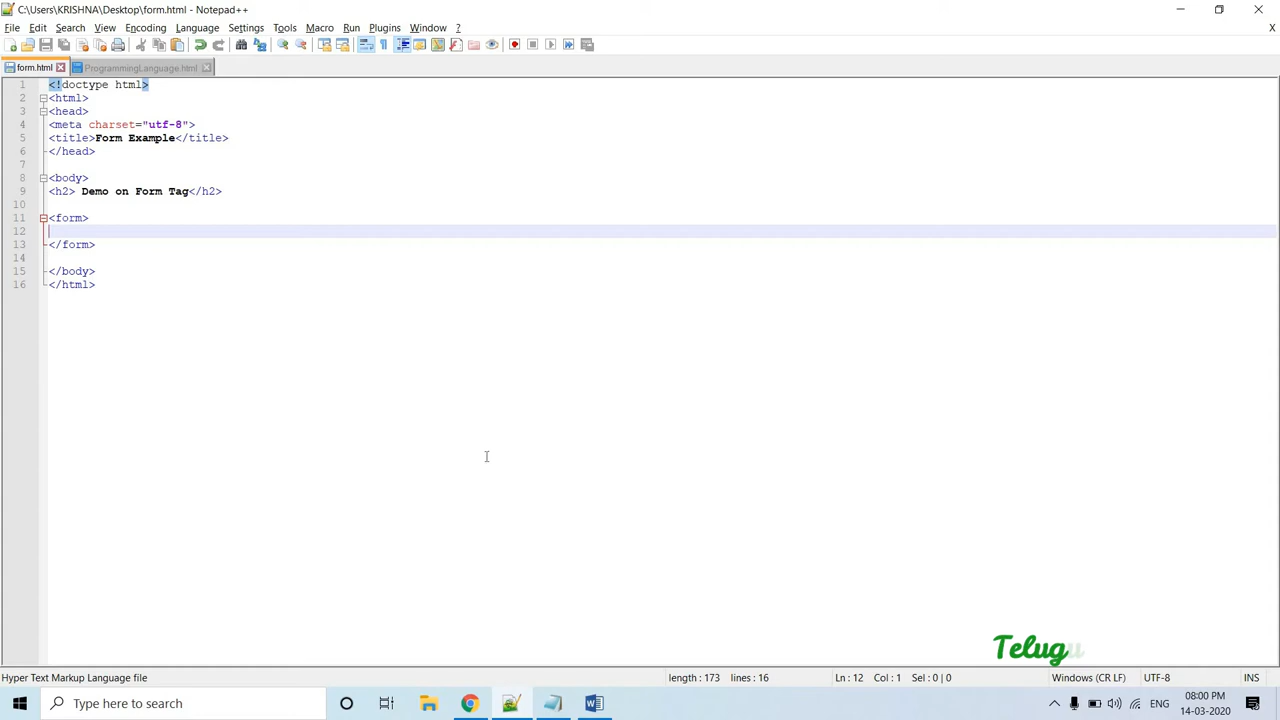 C:\Users\KRISHNA\Desktop\form.html - Notepad++
File Edit Search View Encoding Language Settings Tools Macro Run Plugins Window ? X
form.html ProgrammingLanguage.html
1 <!doctype html>
2 <html>
3 <head>
4 <meta charset="utf-8">
5 <title>Form Example</title>
6 </head>
7
8 <body>
9 <h2> Demo on Form Tag</h2>
10
11 <form>
12
13 </form>
14
15 </body>
16 </html>
Telugu
Hyper Text Markup Language file length : 173 lines : 16 Ln : 12 Col : 1 Sel : 0 | 0 Windows (CR LF) UTF-8 INS
Type here to search ENG 08:00 PM
14-03-2020